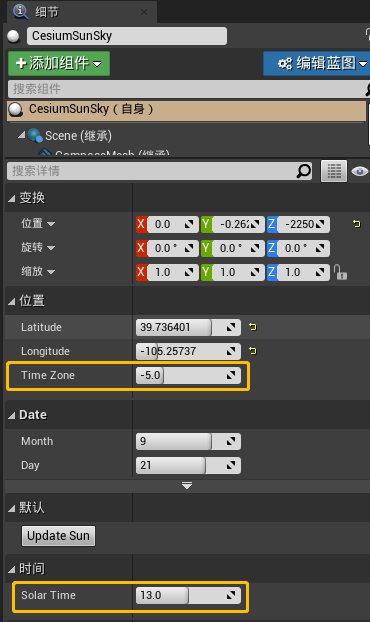 细节
CesiumSunSky
添加组件
编辑蓝图
搜索组件
CesiumSunSky（自身）
Scene (继承)
搜索详情
变换
位置 X 0.0 Y -0.262 Z -2250
旋转 X 0.0 ° Y 0.0 ° Z 0.0 °
缩放 X 1.0 Y 1.0 Z 1.0
位置
Latitude 39.736401
Longitude -105.25737
Time Zone -5.0
Date
Month 9
Day 21
默认
Update Sun
时间
Solar Time 13.0